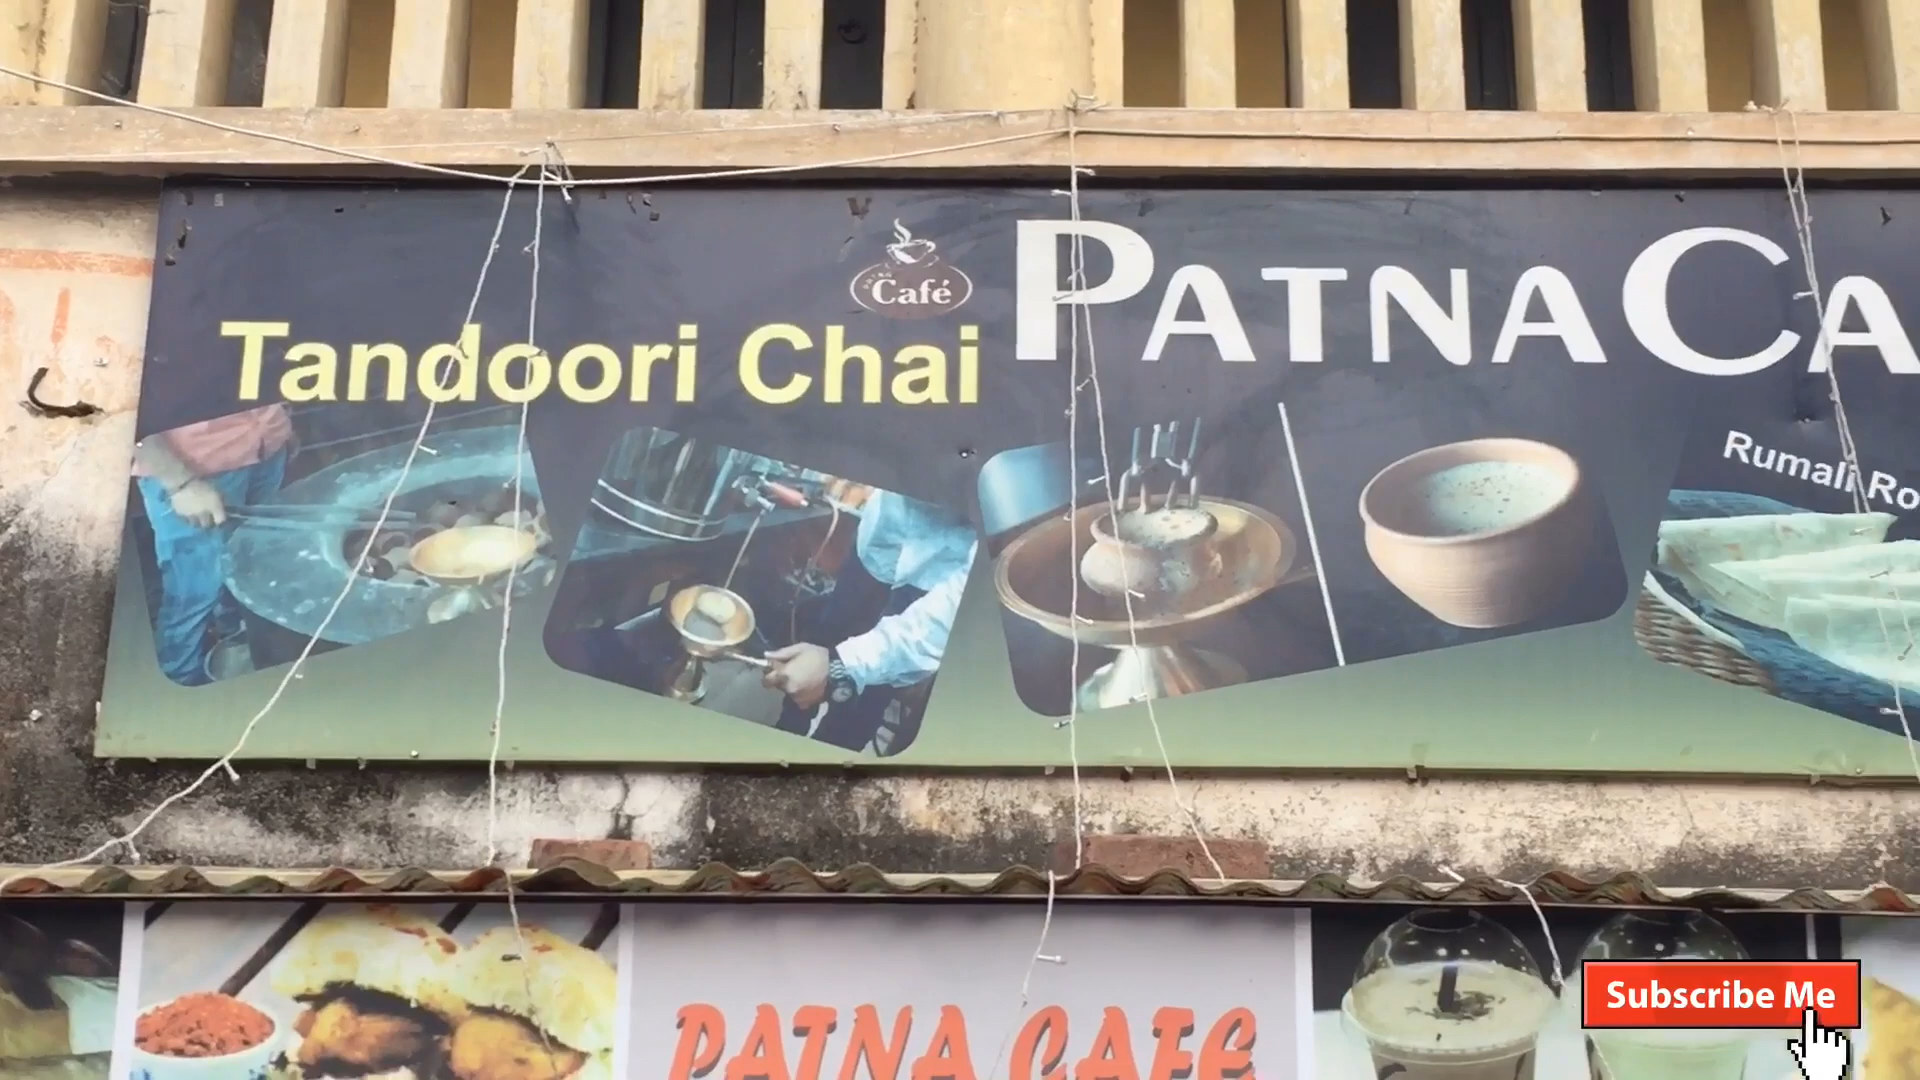 Café
PATNA CA
Tandoori Chai
Rumali Ro
PATNA CAFE
Subscribe Me